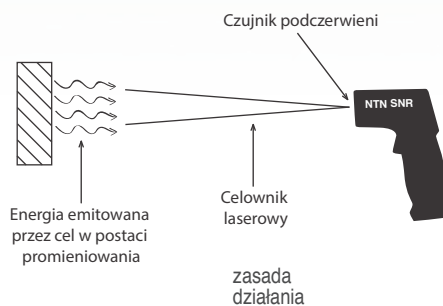 Czujnik podczerwieni
NTN SNR
Celownik
laserowy
Energia emitowana
przez cel w postaci
promieniowania
zasada
działania